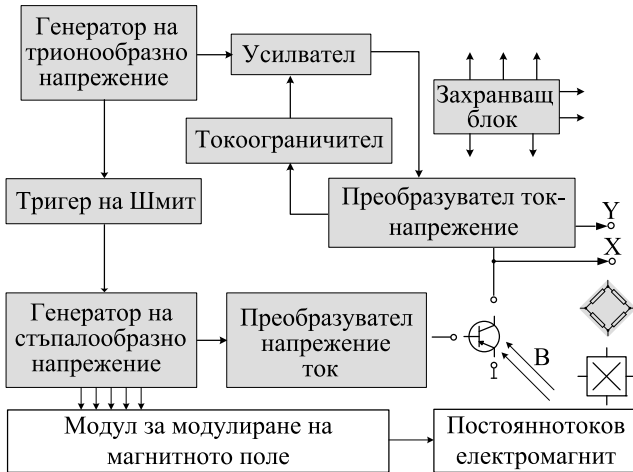 Генератор на
трионообразно
напрежение
Усилвател
Захранващ
блок
Токоограничител
Тригер на Шмит
Преобразувател ток-
напрежение
Y
X
Генератор на
стъпалообразно
напрежение
Преобразувател
напрежение
ток
B
Модул за модулиране на
магнитното поле
Постояннотоков
електромагнит